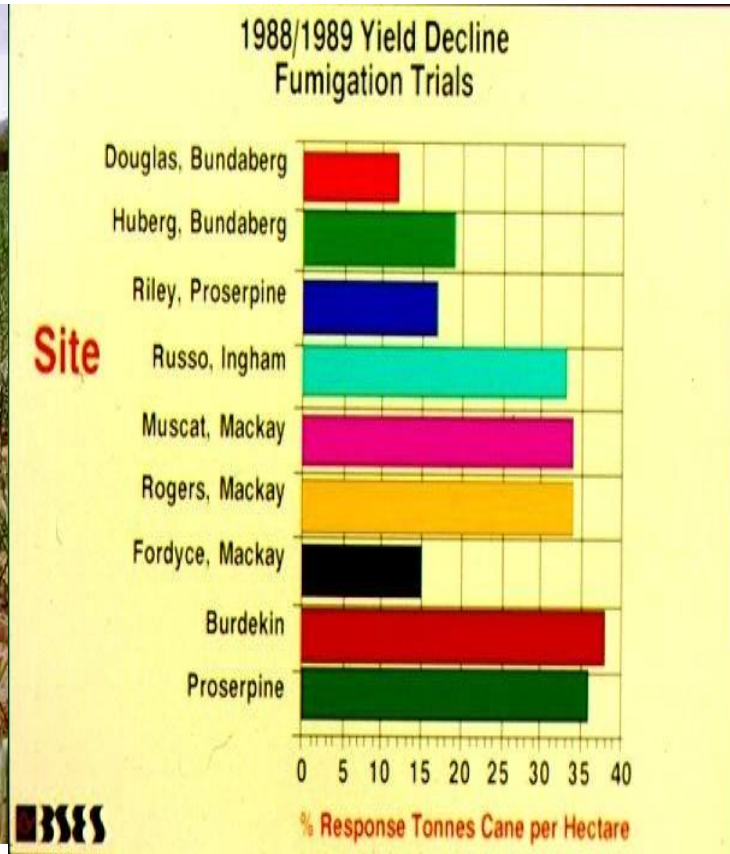 1988/1989 Yield Decline
Fumigation Trials
Site
Douglas, Bundaberg
Huberg, Bundaberg
Riley, Proserpine
Russo, Ingham
Muscat, Mackay
Rogers, Mackay
Fordyce, Mackay
Burdekin
Proserpine
0 5 10 15 20 25 30 35 40
% Response Tonnes Cane per Hectare
BSES